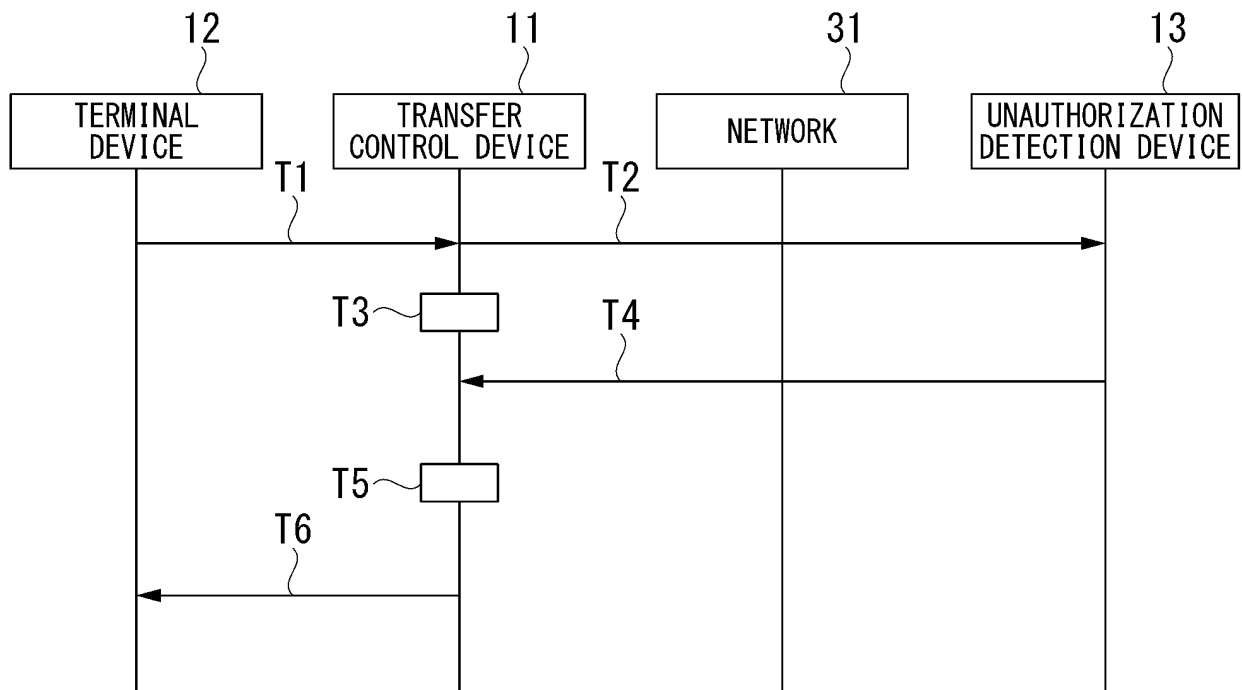 12
11
31
13
TERMINAL
DEVICE
TRANSFER
CONTROL DEVICE
NETWORK
UNAUTHORIZATION
DETECTION DEVICE
T1
T2
T3
T4
T5
T6